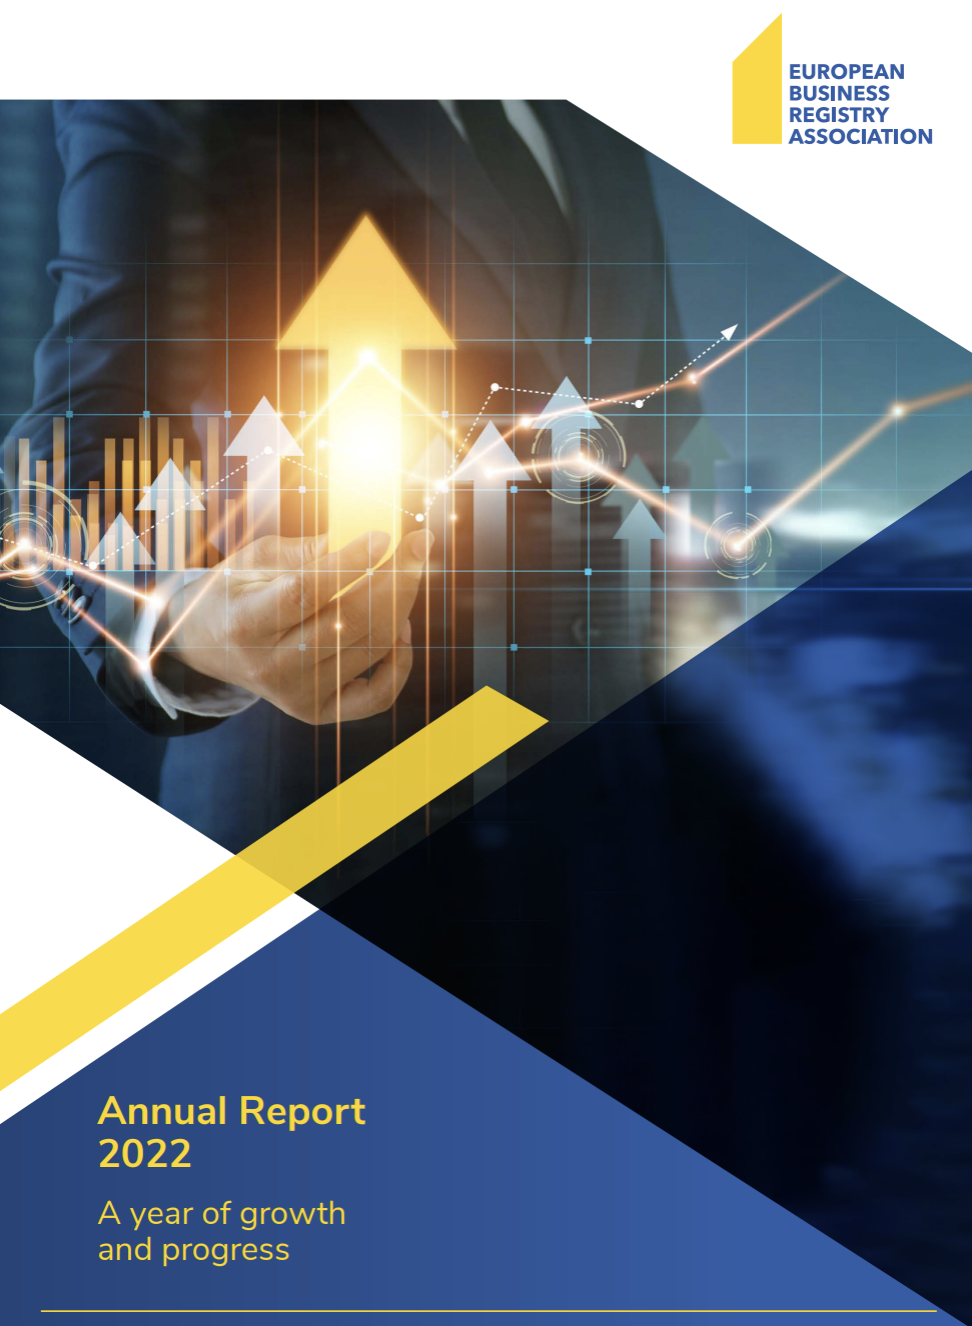 EUROPEAN
BUSINESS
REGISTRY
ASSOCIATION
Annual Report
2022
A year of growth
and progress